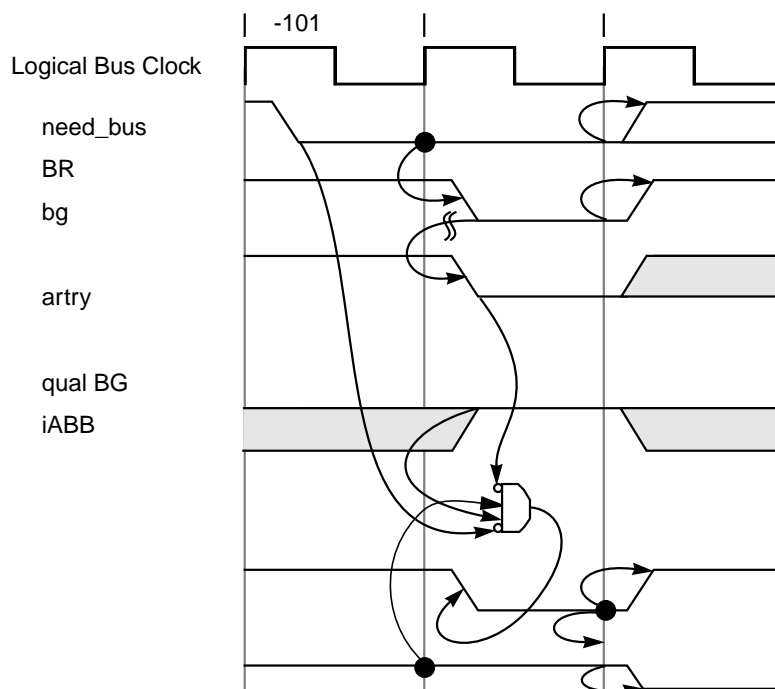 -101
Logical Bus Clock
need_bus
BR
bg
artry
qual BG
iABB